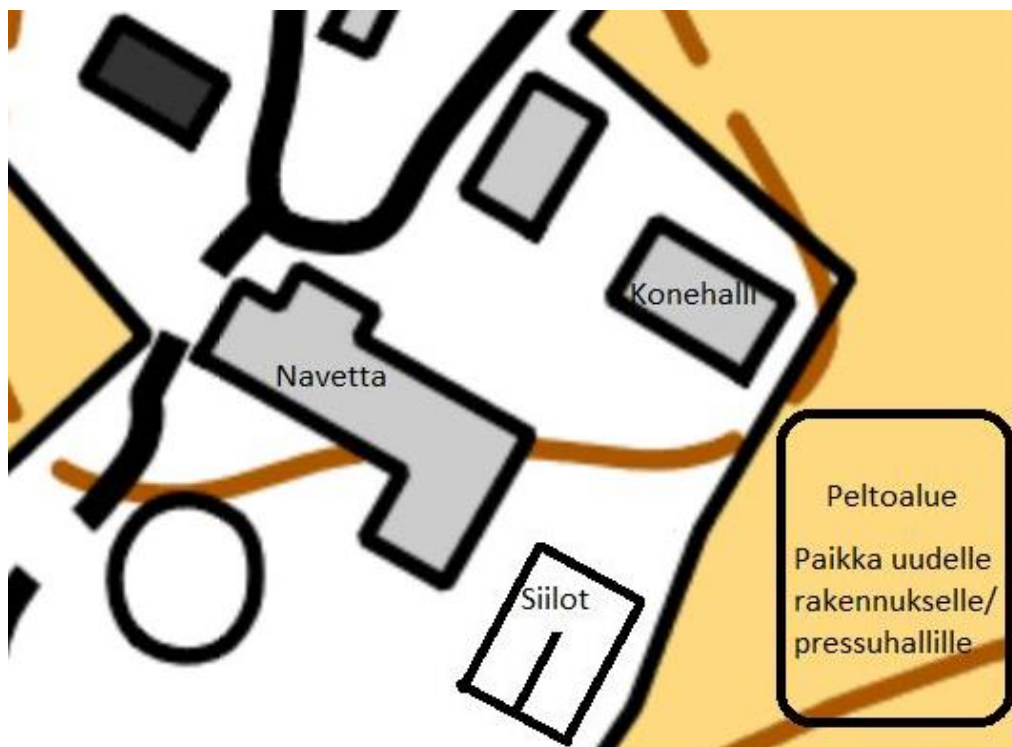 Konehalli
Navetta
Peltoalue
Paikka uudelle
rakennukselle/
pressuhallille
Siilot